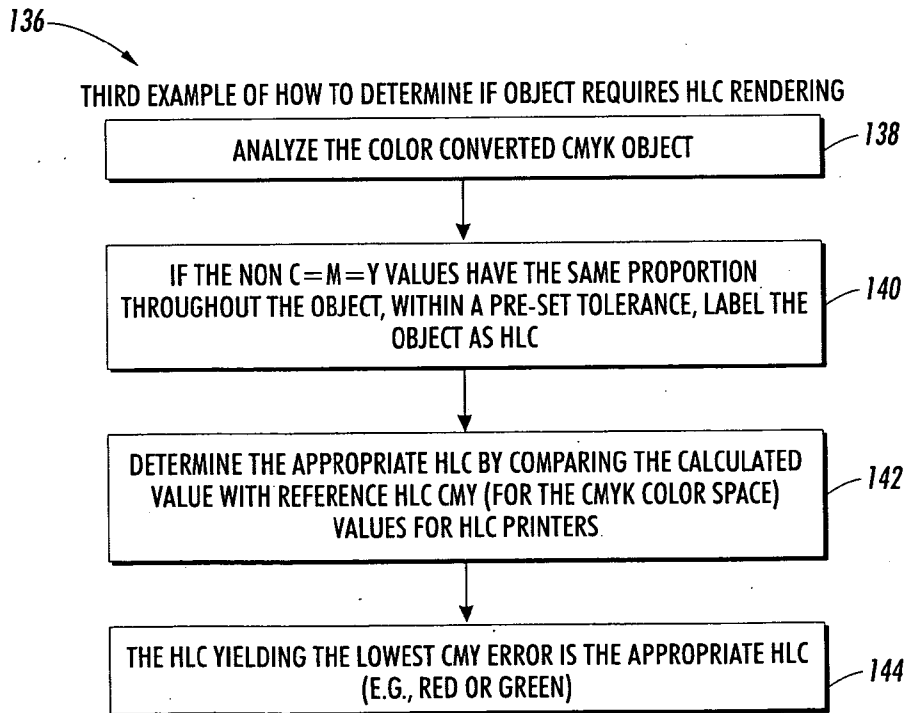 136
THIRD EXAMPLE OF HOW TO DETERMINE IF OBJECT REQUIRES HLC RENDERING
ANALYZE THE COLOR CONVERTED CMYK OBJECT
138
IF THE NON C=M=Y VALUES HAVE THE SAME PROPORTION
THROUGHOUT THE OBJECT, WITHIN A PRE-SET TOLERANCE, LABEL THE
OBJECT AS HLC
140
DETERMINE THE APPROPRIATE HLC BY COMPARING THE CALCULATED
VALUE WITH REFERENCE HLC CMY (FOR THE CMYK COLOR SPACE)
VALUES FOR HLC PRINTERS
142
THE HLC YIELDING THE LOWEST CMY ERROR IS THE APPROPRIATE HLC
(E.G., RED OR GREEN)
144